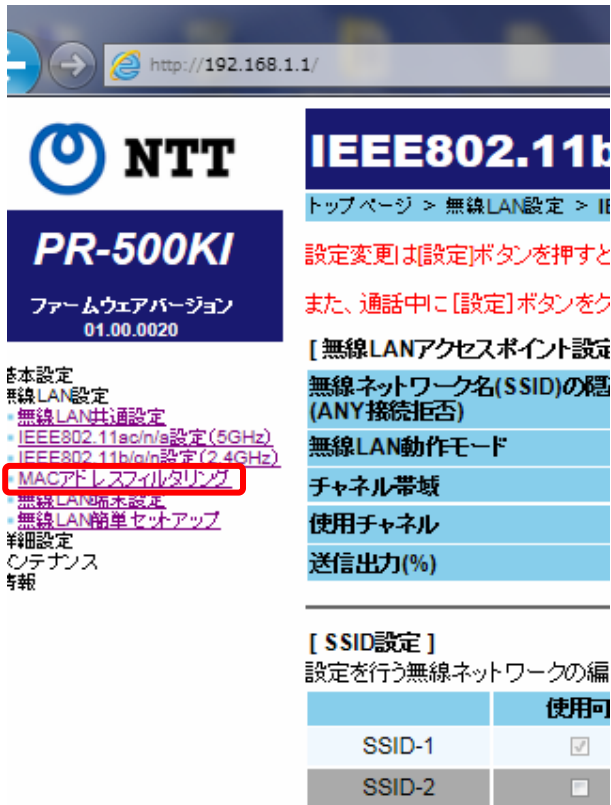 http://192.168.1.1/
NTT
PR-500KI
ファームウェアバージョン
01.00.0020
基本設定
無線LAN設定
無線LAN共通設定
IEEE802.11ac/n/a設定(5GHz)
IEEE802.11b/g/n設定(2.4GHz)
MACアドレスフィルタリング
無線LAN端末設定
無線LAN簡単セットアップ
詳細設定
メンテナンス
情報
IEEE802.11b
トップページ > 無線LAN設定 > IE
設定変更は[設定]ボタンを押すと
また、通話中に[設定]ボタンをク
[ 無線LANアクセスポイント設定
無線ネットワーク名(SSID)の隠
(ANY接続拒否)
無線LAN動作モード
チャネル帯域
使用チャネル
送信出力(%)
[ SSID設定 ]
設定を行う無線ネットワークの編
使用可
SSID-1
SSID-2